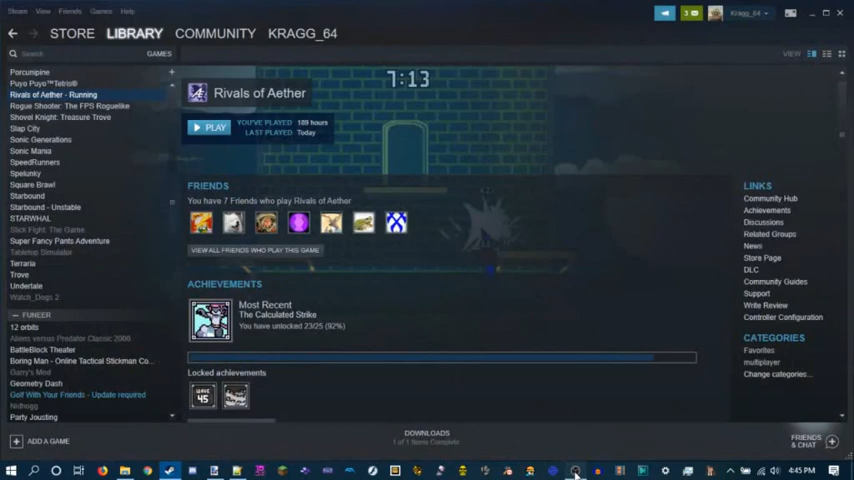 Steam View Friends Games Help
3 Kragg_64
STORE LIBRARY COMMUNITY KRAGG_64
Search GAMES
VIEW
Porcunipine
Puyo Puyo™Tetris®
Rivals of Aether - Running
Rogue Shooter: The FPS Roguelike
Shovel Knight: Treasure Trove
Slap City
Sonic Generations
Sonic Mania
SpeedRunners
Spelunky
Square Brawl
Starbound
Starbound - Unstable
STARWHAL
Stick Fight: The Game
Super Fancy Pants Adventure
Tabletop Simulator
Terraria
Trove
Undertale
Watch_Dogs 2
FUNEER
12 orbits
Aliens versus Predator Classic 2000
BattleBlock Theater
Boring Man - Online Tactical Stickman Co...
Garry's Mod
Geometry Dash
Golf With Your Friends - Update required
Nidhogg
Party Jousting
ADD A GAME
7:13
Rivals of Aether
PLAY
YOU'VE PLAYED 189 hours
LAST PLAYED Today
FRIENDS
You have 7 Friends who play Rivals of Aether
VIEW ALL FRIENDS WHO PLAY THIS GAME
ACHIEVEMENTS
Most Recent
The Calculated Strike
You have unlocked 23/25 (92%)
Locked achievements
WAVE
45
LINKS
Community Hub
Achievements
Discussions
Related Groups
News
Store Page
DLC
Community Guides
Support
Write Review
Controller Configuration
CATEGORIES
Favorites
multiplayer
Change categories...
DOWNLOADS
1 of 1 Items Complete
FRIENDS
& CHAT
4:45 PM